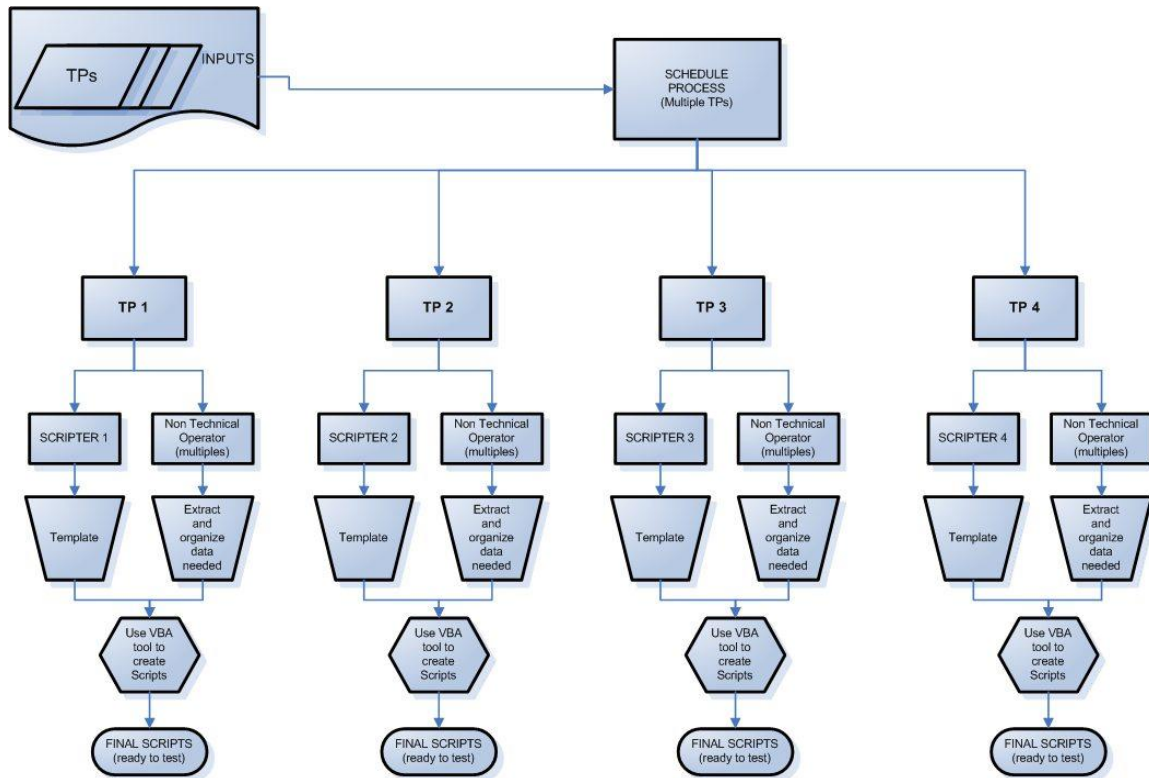 TPs
INPUTS
SCHEDULE
PROCESS
(Multiple TPs)
TP 1
TP 2
TP 3
TP 4
SCRIPTER 1
Non Technical
Operator
(multiples)
SCRIPTER 2
Non Technical
Operator
(multiples)
SCRIPTER 3
Non Technical
Operator
(multiples)
SCRIPTER 4
Non Technical
Operator
(multiples)
Template
Extract
and
organize
data
needed
Template
Extract
and
organize
data
needed
Template
Extract
and
organize
data
needed
Template
Extract
and
organize
data
needed
Use VBA
tool to
create
Scripts
Use VBA
tool to
create
Scripts
Use VBA
tool to
create
Scripts
Use VBA
tool to
create
Scripts
FINAL SCRIPTS
(ready to test)
FINAL SCRIPTS
(ready to test)
FINAL SCRIPTS
(ready to test)
FINAL SCRIPTS
(ready to test)